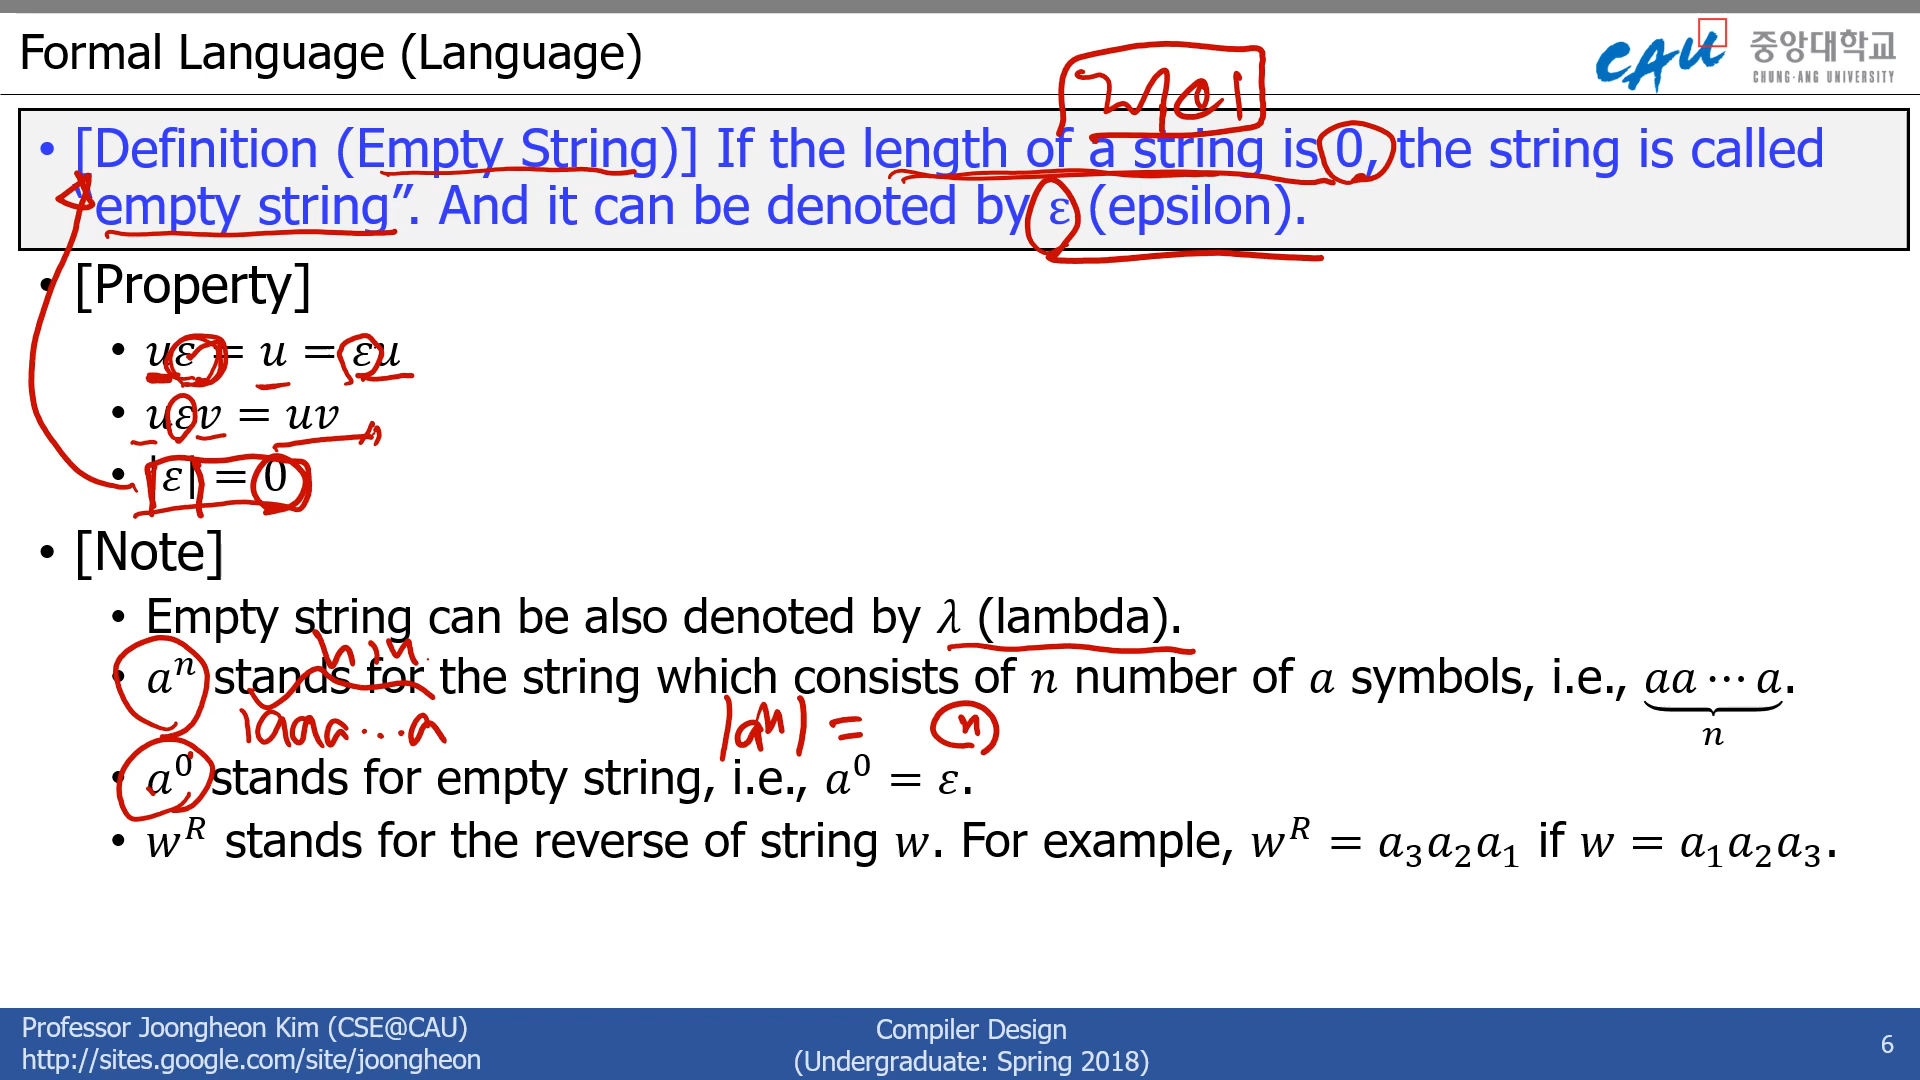 Formal Language (Language)
CAU 중앙대학교
CHUNG-ANG UNIVERSITY
• [Definition (Empty String)] If the length of a string is 0, the string is called
“empty string”. And it can be denoted by ε (epsilon).
• [Property]
• uε = u = εu
• uεv = uv
• |ε| = 0
• [Note]
• Empty string can be also denoted by λ (lambda).
• aⁿ stands for the string which consists of n number of a symbols, i.e., aa ⋯ a.
n
|aⁿ| = n
• a⁰ stands for empty string, i.e., a⁰ = ε.
• wᴿ stands for the reverse of string w. For example, wᴿ = a₃a₂a₁ if w = a₁a₂a₃.
Professor Joongheon Kim (CSE@CAU)
http://sites.google.com/site/joongheon
Compiler Design
(Undergraduate: Spring 2018)
6